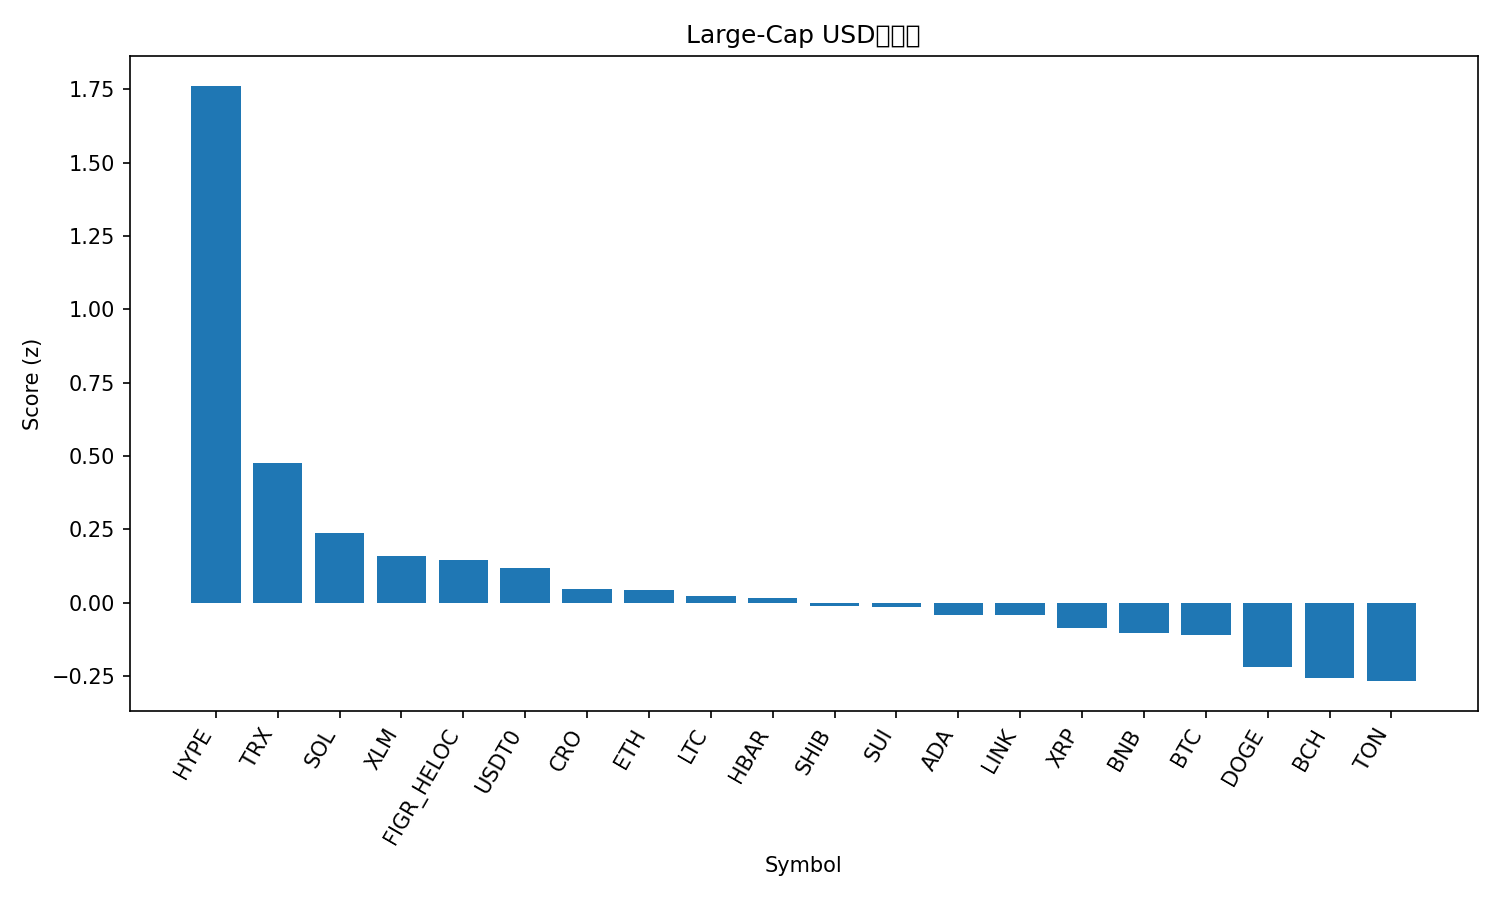 Large-Cap USD
1.75
1.50
1.25
1.00
0.75
0.50
0.25
0.00
−0.25
Score (z)
HYPE
TRX
SOL
XLM
FIGR_HELOC
USDT0
CRO
ETH
LTC
HBAR
SHIB
SUI
ADA
LINK
XRP
BNB
BTC
DOGE
BCH
TON
Symbol